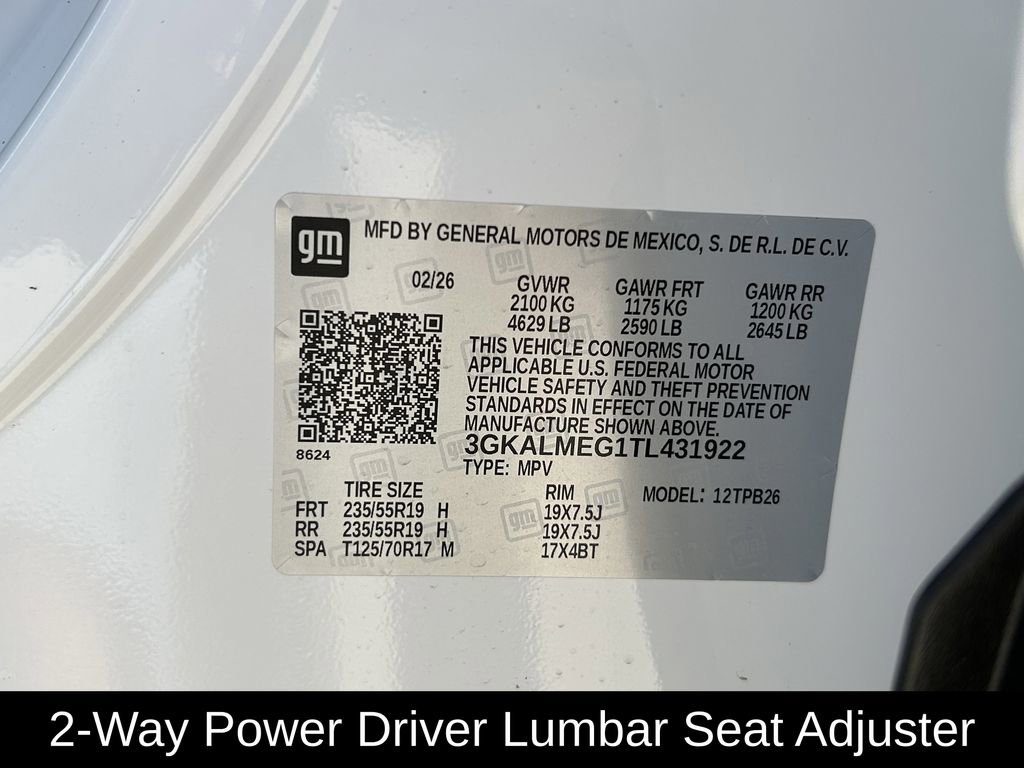 gm
MFD BY GENERAL MOTORS DE MEXICO, S. DE R.L. DE C.V.
02/26
GVWR GAWR FRT GAWR RR
2100 KG 1175 KG 1200 KG
4629 LB 2590 LB 2645 LB
THIS VEHICLE CONFORMS TO ALL
APPLICABLE U.S. FEDERAL MOTOR
VEHICLE SAFETY AND THEFT PREVENTION
STANDARDS IN EFFECT ON THE DATE OF
MANUFACTURE SHOWN ABOVE.
8624
3GKALMEG1TL431922
TYPE: MPV
TIRE SIZE RIM MODEL: 12TPB26
FRT 235/55R19 H 19X7.5J
RR 235/55R19 H 19X7.5J
SPA T125/70R17 M 17X4BT
2-Way Power Driver Lumbar Seat Adjuster